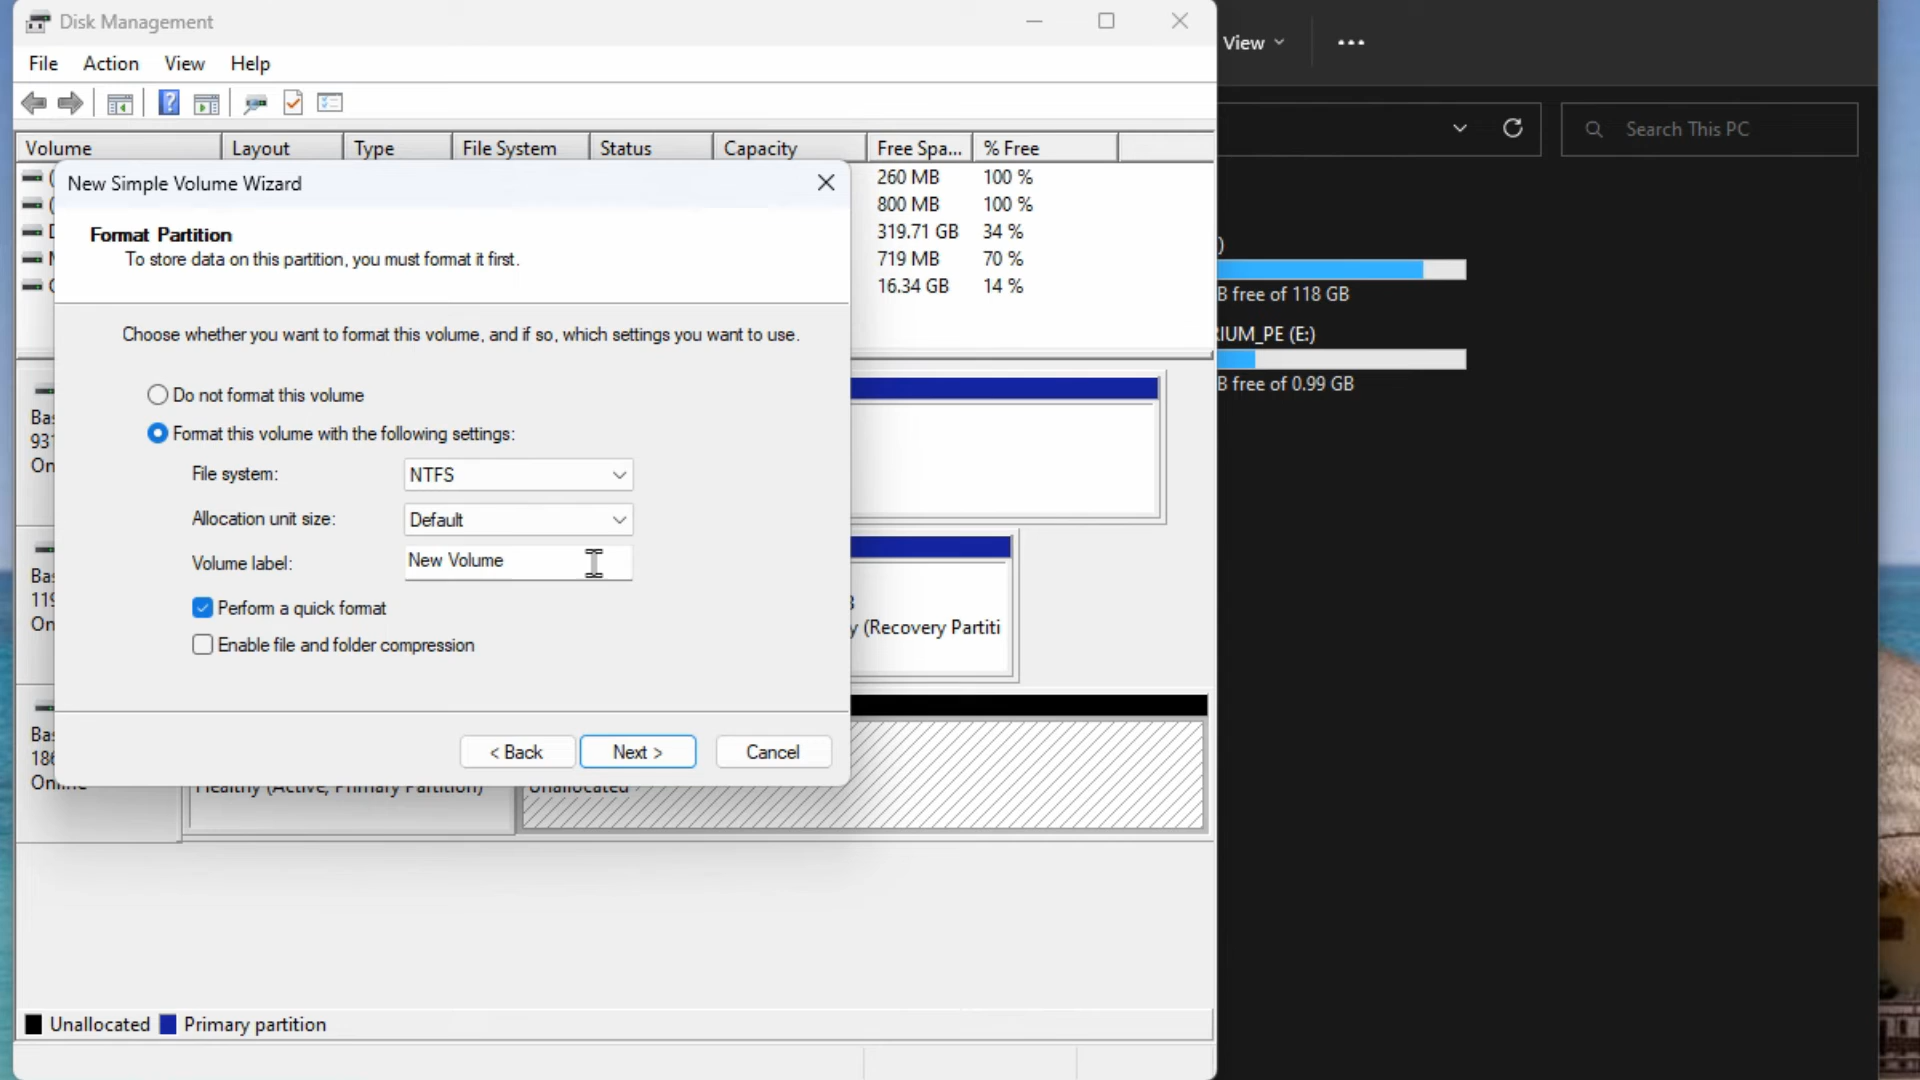 Disk Management
File Action View Help
Volume Layout Type File System Status Capacity Free Spa... % Free
260 MB 100 %
800 MB 100 %
319.71 GB 34 %
719 MB 70 %
16.34 GB 14 %
New Simple Volume Wizard
Format Partition
To store data on this partition, you must format it first.
Choose whether you want to format this volume, and if so, which settings you want to use.
Do not format this volume
Format this volume with the following settings:
File system: NTFS
Allocation unit size: Default
Volume label: New Volume
Perform a quick format
Enable file and folder compression
< Back Next > Cancel
Bas
931
On
Bas
119
On
y (Recovery Partiti
Bas
186
Online
Healthy (Active, Primary Partition) Unallocated
Unallocated Primary partition
View
Search This PC
)
B free of 118 GB
RIUM_PE (E:)
B free of 0.99 GB